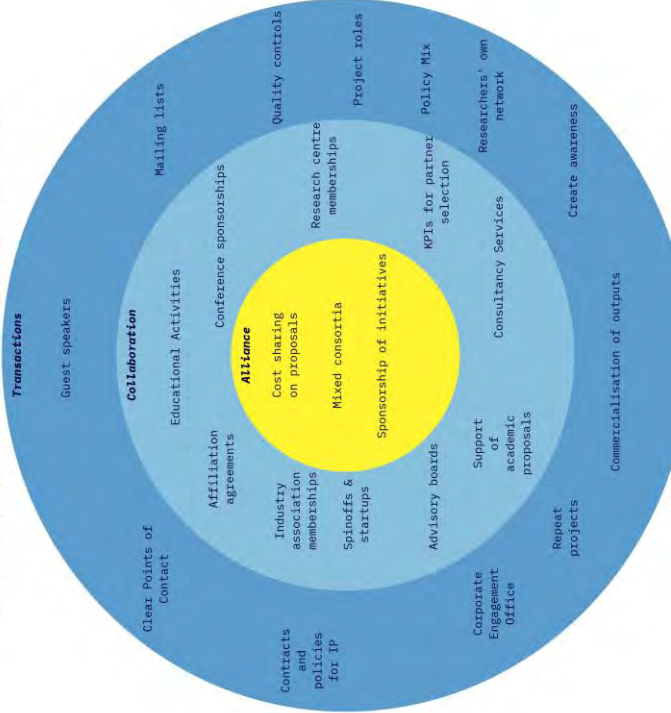 Transactions
Guest speakers
Mailing lists
Clear Points of
Contact
Quality controls
Project roles
Policy Mix
Researchers' own
network
Create awareness
Contracts
and
policies
for IP
Corporate
Engagement
Office
Repeat
projects
Commercialisation of outputs
Collaboration
Educational Activities
Conference sponsorships
Affiliation
agreements
Research centre
memberships
Industry
association
memberships
Spinoffs &
startups
KPIs for partner
selection
Advisory boards
Consultancy Services
Support
of
academic
proposals
Alliance
Cost sharing
on proposals
Mixed consortia
Sponsorship of initiatives